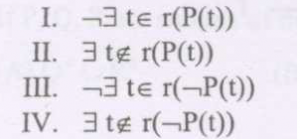 I. ¬∃ t∈ r(P(t))
II. ∃ t∉ r(P(t))
III. ¬∃ t∈ r(¬P(t))
IV. ∃ t∉ r(¬P(t))